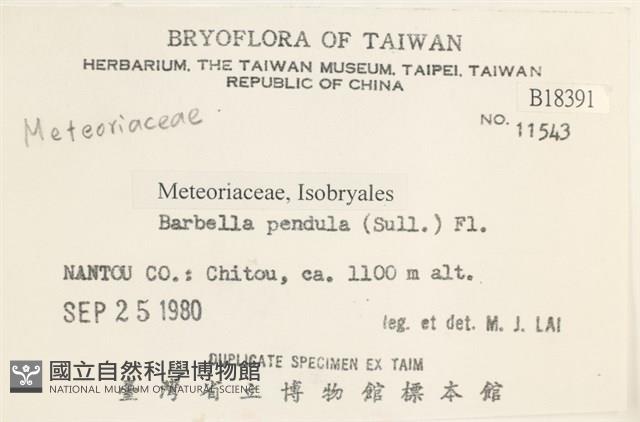 BRYOFLORA OF TAIWAN
HERBARIUM, THE TAIWAN MUSEUM, TAIPEI, TAIWAN
REPUBLIC OF CHINA
B18391
Meteoriaceae
NO. 11543
Meteoriaceae, Isobryales
Barbella pendula (Sull.) Fl.
NANTOU CO.: Chitou, ca. 1100 m alt.
SEP 25 1980
leg. et det. M. J. LAI
DUPLICATE SPECIMEN EX TAIM
國立自然科學博物館
NATIONAL MUSEUM OF NATURAL SCIENCE
臺灣省立博物館標本館